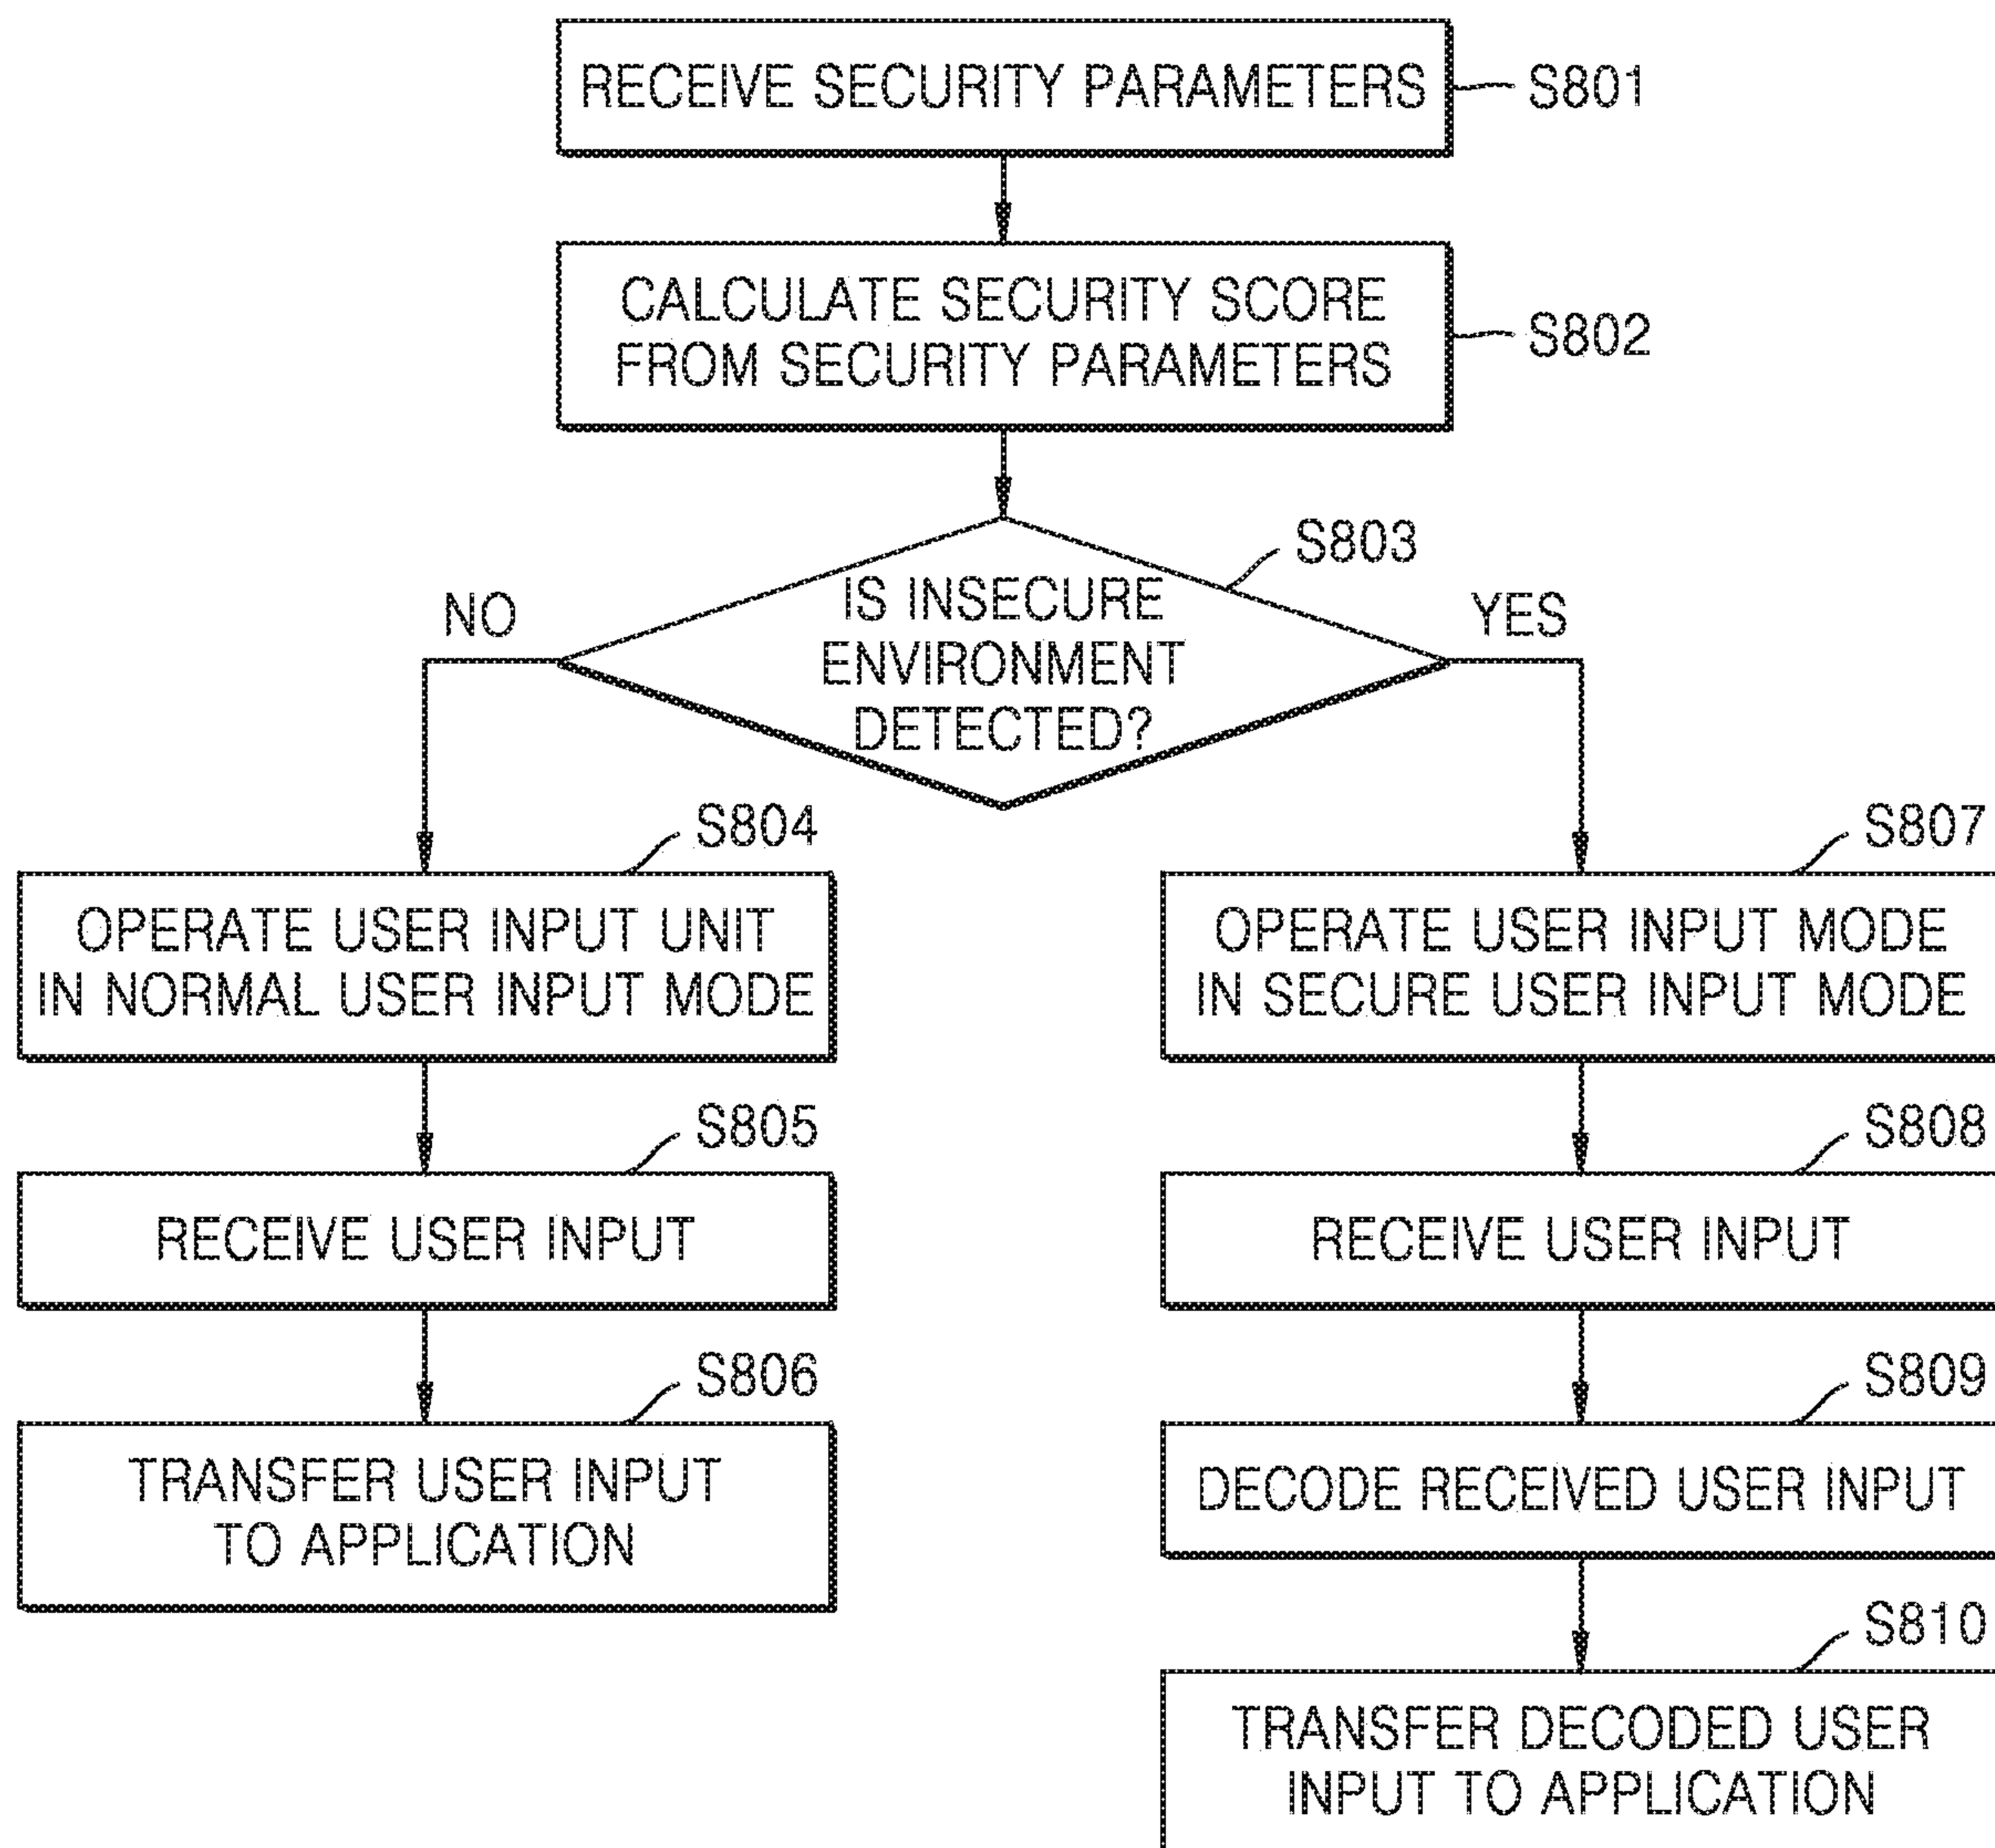 RECEIVE SECURITY PARAMETERS
S801
CALCULATE SECURITY SCORE
FROM SECURITY PARAMETERS
S802
S803
IS INSECURE
ENVIRONMENT
DETECTED?
NO
YES
S804
OPERATE USER INPUT UNIT
IN NORMAL USER INPUT MODE
S805
RECEIVE USER INPUT
S806
TRANSFER USER INPUT
TO APPLICATION
S807
OPERATE USER INPUT MODE
IN SECURE USER INPUT MODE
S808
RECEIVE USER INPUT
S809
DECODE RECEIVED USER INPUT
S810
TRANSFER DECODED USER
INPUT TO APPLICATION